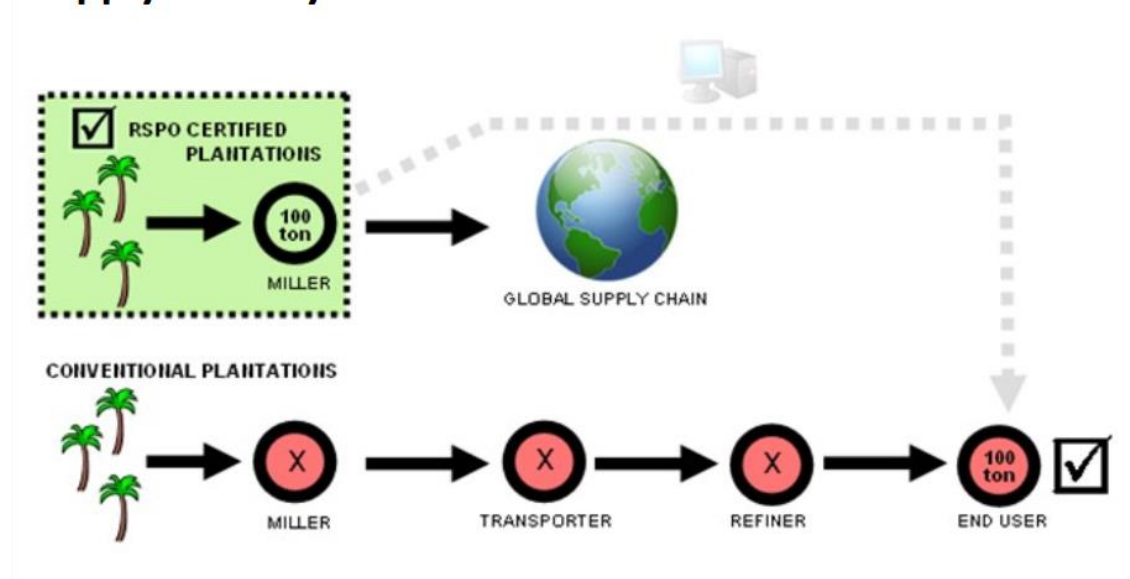 RSPO CERTIFIED
PLANTATIONS
100
ton
MILLER
GLOBAL SUPPLY CHAIN
CONVENTIONAL PLANTATIONS
X
X
X
100
ton
MILLER
TRANSPORTER
REFINER
END USER